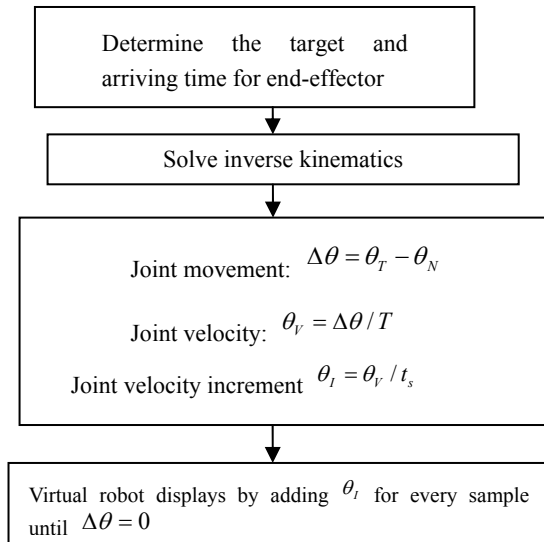 Determine the target and
arriving time for end-effector
Solve inverse kinematics
Joint movement: Δθ = θ_T − θ_N
Joint velocity: θ_V = Δθ / T
Joint velocity increment θ_I = θ_V / t_s
Virtual robot displays by adding θ_I for every sample
until Δθ = 0